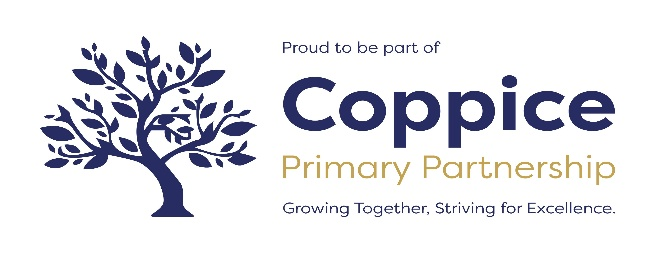 Proud to be part of
Coppice
Primary Partnership
Growing Together, Striving for Excellence.